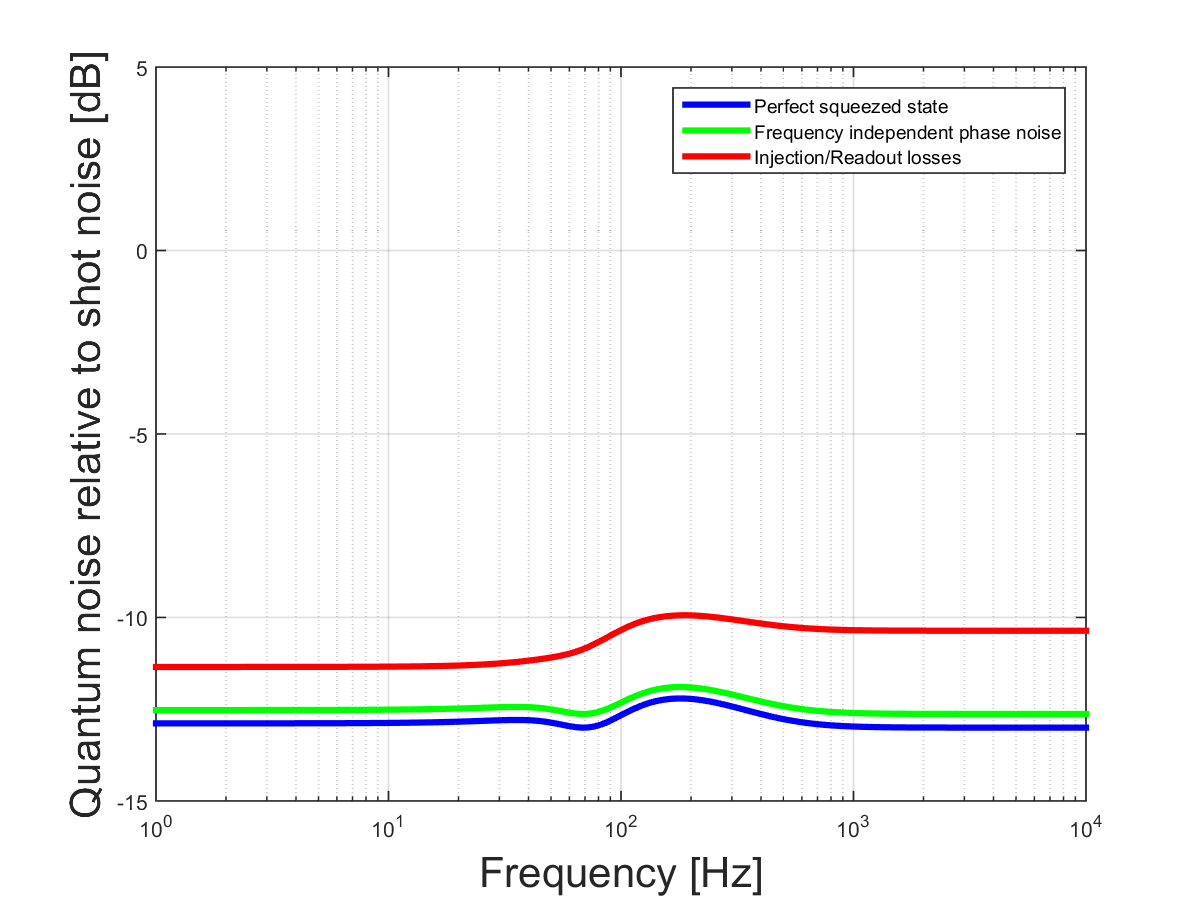 Quantum noise relative to shot noise [dB]
5
0
-5
-10
-15
Perfect squeezed state
Frequency independent phase noise
Injection/Readout losses
10^0 10^1 10^2 10^3 10^4
Frequency [Hz]